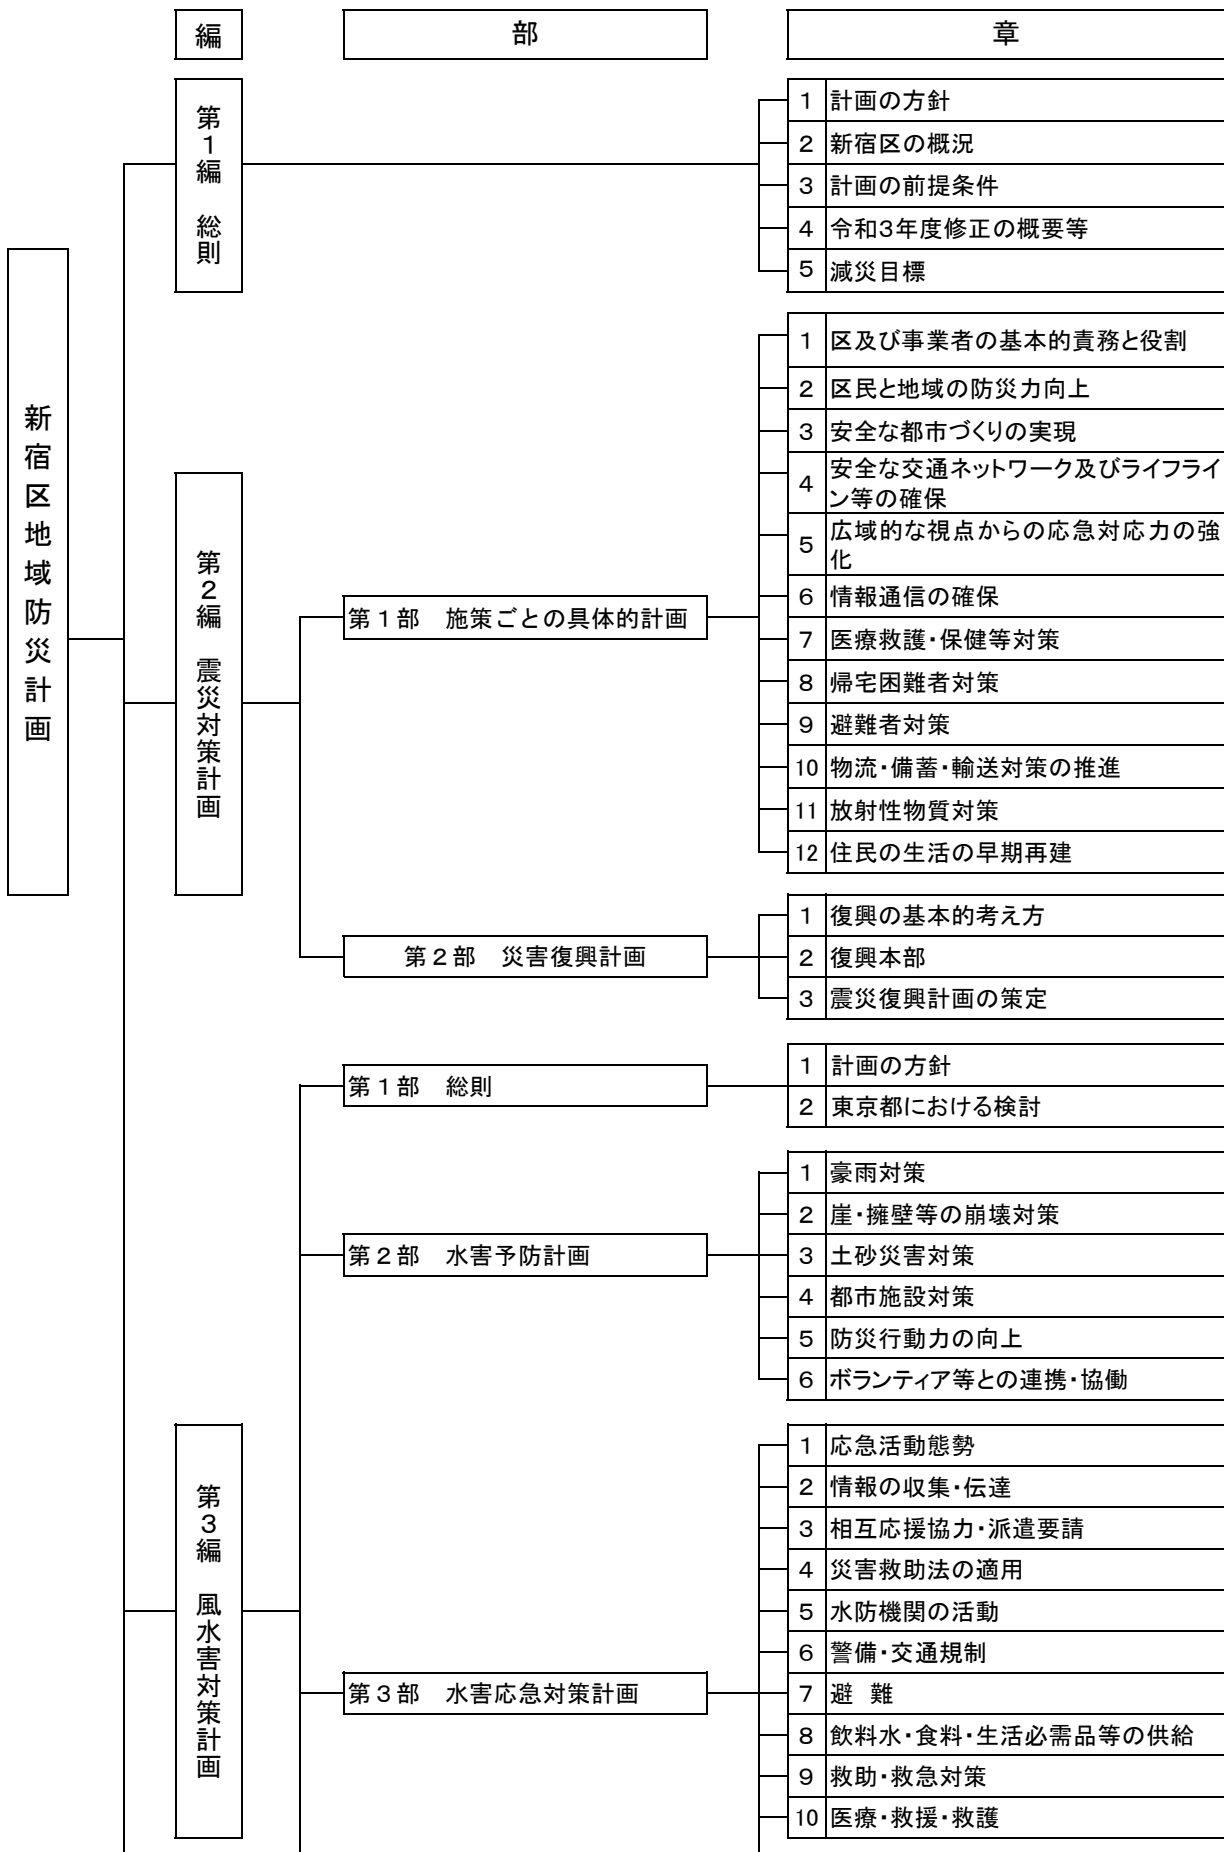 編
部
章
新宿区地域防災計画
第1編 総則
1 計画の方針
2 新宿区の概況
3 計画の前提条件
4 令和3年度修正の概要等
5 減災目標
第2編 震災対策計画
第1部 施策ごとの具体的計画
1 区及び事業者の基本的責務と役割
2 区民と地域の防災力向上
3 安全な都市づくりの実現
4 安全な交通ネットワーク及びライフライ
ン等の確保
5 広域的な視点からの応急対応力の強
化
6 情報通信の確保
7 医療救護・保健等対策
8 帰宅困難者対策
9 避難者対策
10 物流・備蓄・輸送対策の推進
11 放射性物質対策
12 住民の生活の早期再建
第2部 災害復興計画
1 復興の基本的考え方
2 復興本部
3 震災復興計画の策定
第3編 風水害対策計画
第1部 総則
1 計画の方針
2 東京都における検討
第2部 水害予防計画
1 豪雨対策
2 崖・擁壁等の崩壊対策
3 土砂災害対策
4 都市施設対策
5 防災行動力の向上
6 ボランティア等との連携・協働
第3部 水害応急対策計画
1 応急活動態勢
2 情報の収集・伝達
3 相互応援協力・派遣要請
4 災害救助法の適用
5 水防機関の活動
6 警備・交通規制
7 避 難
8 飲料水・食料・生活必需品等の供給
9 救助・救急対策
10 医療・救援・救護